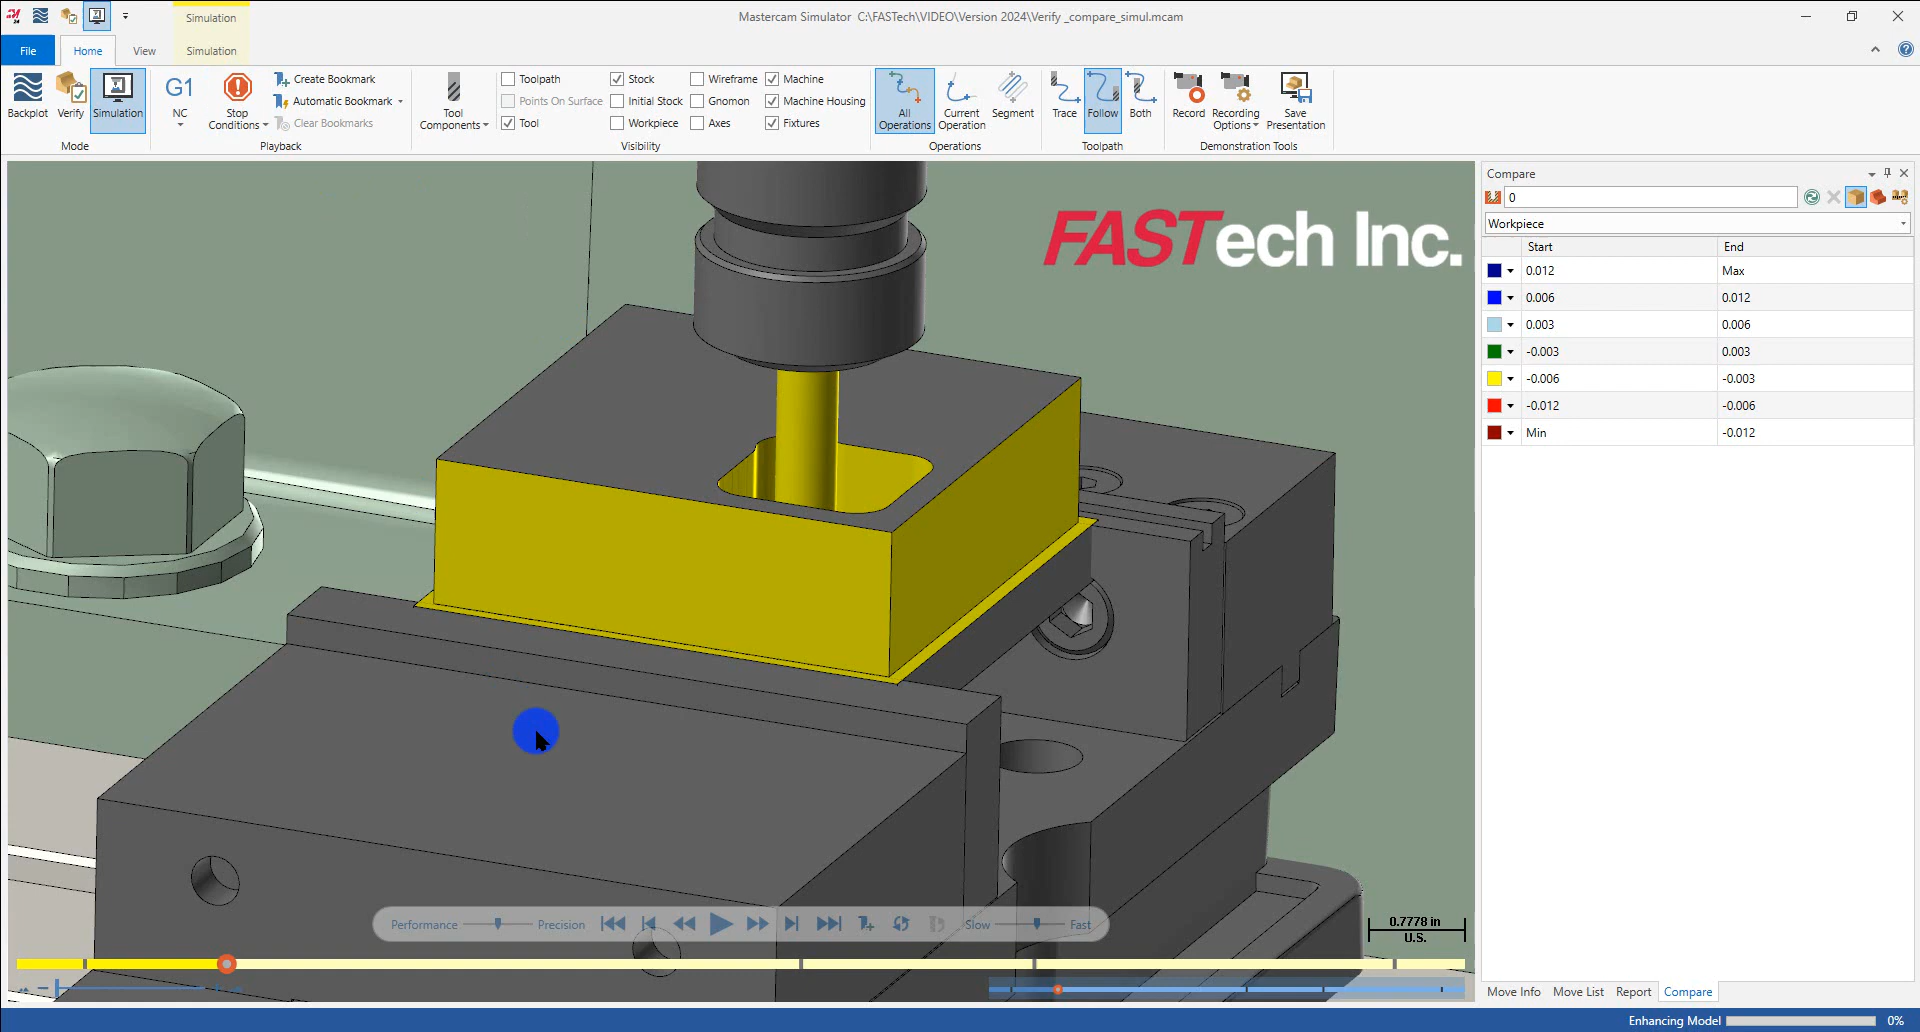 Simulation
Mastercam Simulator C:\FASTech\VIDEO\Version 2024\Verify _compare_simul.mcam
File
Home
View
Simulation
Backplot
Verify
Simulation
Mode
G1
NC
Stop
Conditions
Create Bookmark
Automatic Bookmark
Clear Bookmarks
Playback
Tool
Components
Toolpath
Points On Surface
Tool
Stock
Initial Stock
Workpiece
Wireframe
Gnomon
Axes
Machine
Machine Housing
Fixtures
Visibility
All
Operations
Current
Operation
Segment
Operations
Trace
Follow
Both
Toolpath
Record
Recording
Options
Save
Presentation
Demonstration Tools
FASTech Inc.
Compare
0
Workpiece
Start End
0.012 Max
0.006 0.012
0.003 0.006
-0.003 0.003
-0.006 -0.003
-0.012 -0.006
Min -0.012
Performance
Precision
Slow
Fast
0.7778 in
U.S.
Move Info
Move List
Report
Compare
Enhancing Model
0%